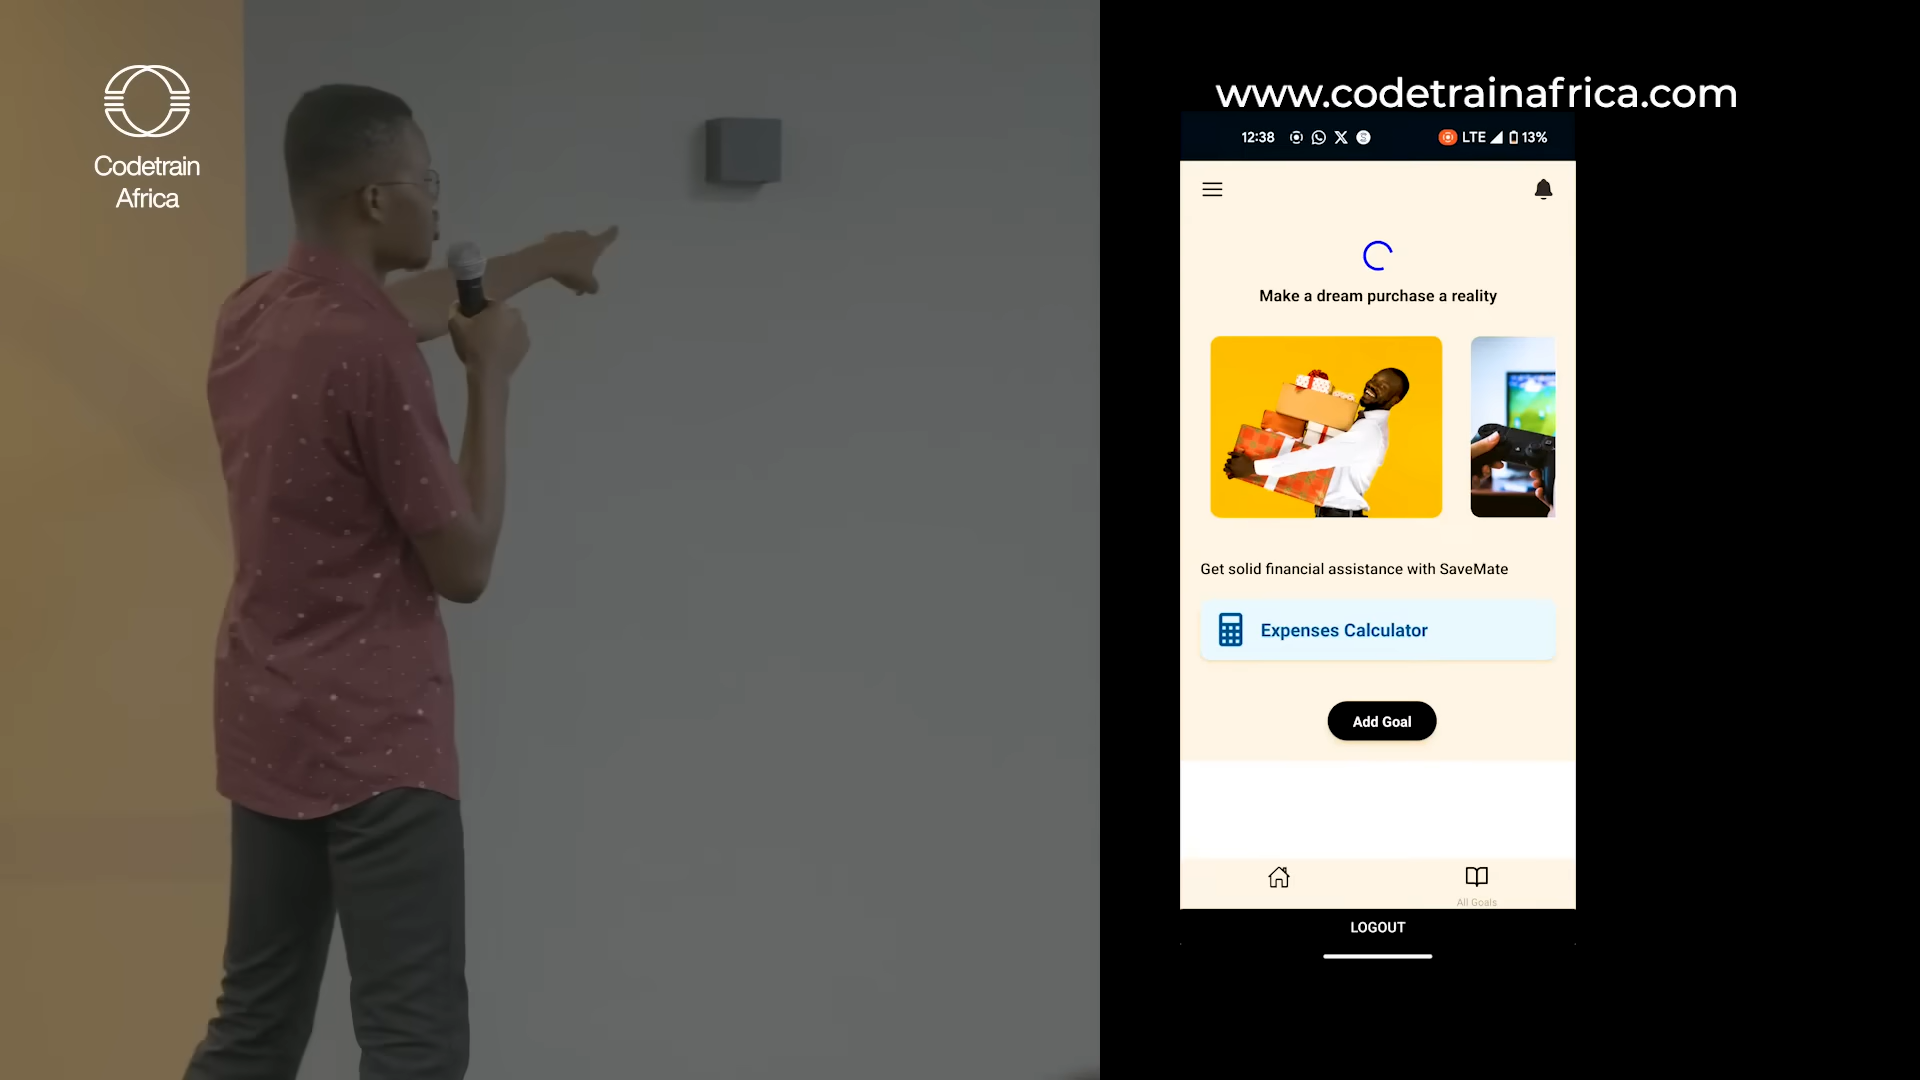 Codetrain
Africa
www.codetrainafrica.com
12:38
LTE 13%
Make a dream purchase a reality
Get solid financial assistance with SaveMate
Expenses Calculator
Add Goal
All Goals
LOGOUT